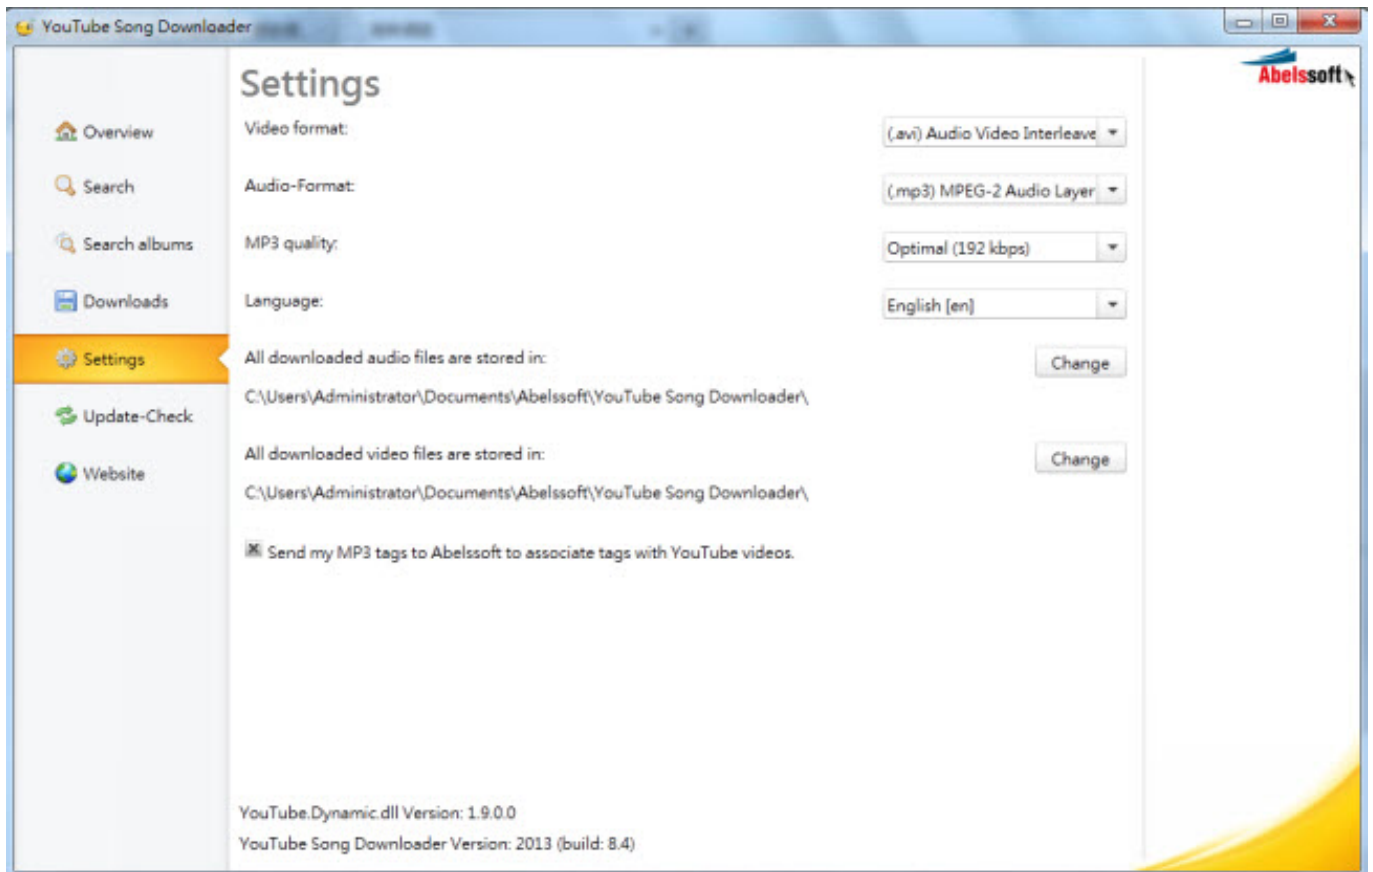 YouTube Song Downloader
Abelssoft
Settings
Overview
Search
Search albums
Downloads
Settings
Update-Check
Website
Video format:
(.avi) Audio Video Interleave
Audio-Format:
(.mp3) MPEG-2 Audio Layer
MP3 quality:
Optimal (192 kbps)
Language:
English [en]
All downloaded audio files are stored in:
Change
C:\Users\Administrator\Documents\Abelssoft\YouTube Song Downloader\
All downloaded video files are stored in:
Change
C:\Users\Administrator\Documents\Abelssoft\YouTube Song Downloader\
Send my MP3 tags to Abelssoft to associate tags with YouTube videos.
YouTube.Dynamic.dll Version: 1.9.0.0
YouTube Song Downloader Version: 2013 (build: 8.4)